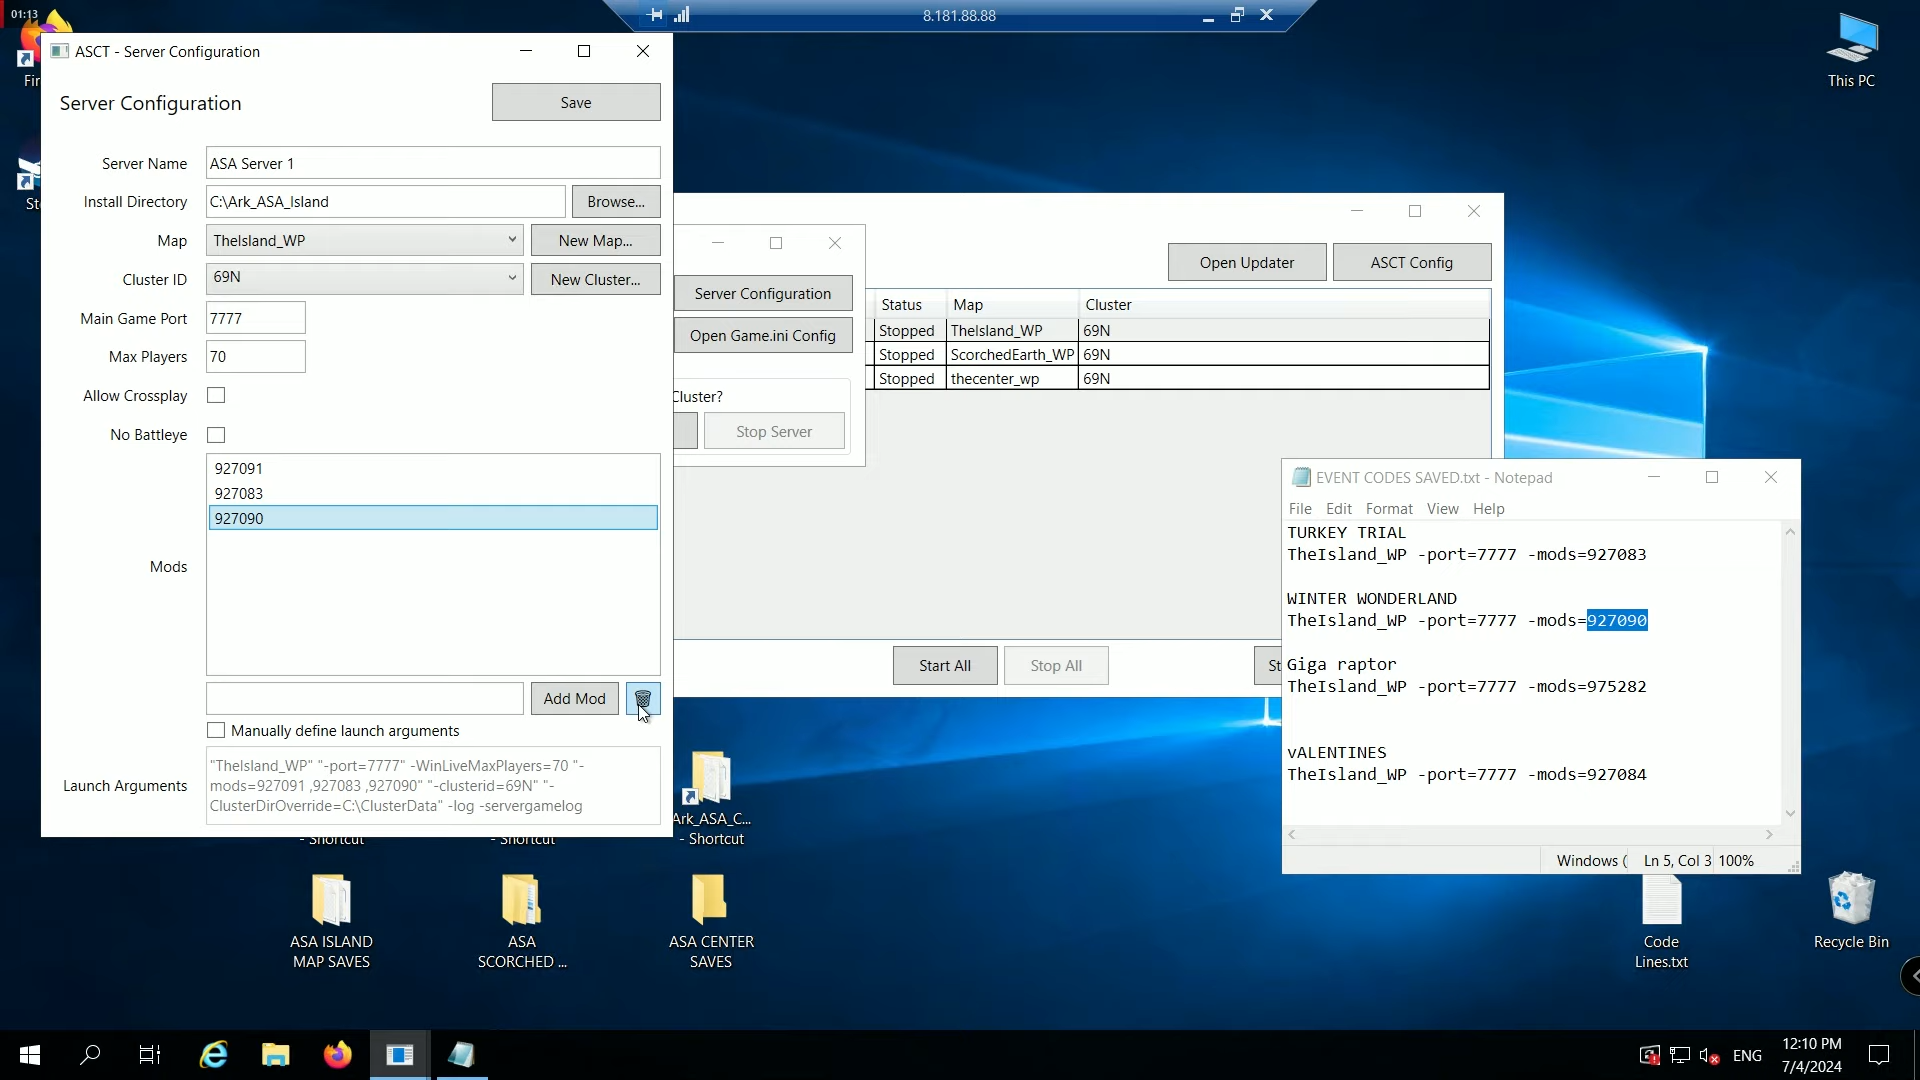 01:13
8.181.88.88
This PC
Fir
St
ASCT - Server Configuration
Server Configuration
Save
Server Name
ASA Server 1
Install Directory
C:\Ark_ASA_Island
Browse...
Map
TheIsland_WP
New Map...
Cluster ID
69N
New Cluster...
Main Game Port
7777
Max Players
70
Allow Crossplay
No Battleye
927091
927083
927090
Mods
Add Mod
Manually define launch arguments
Launch Arguments
"TheIsland_WP" "-port=7777" -WinLiveMaxPlayers=70 "-
mods=927091 ,927083 ,927090" "-clusterid=69N" "-
ClusterDirOverride=C:\ClusterData" -log -servergamelog
Server Configuration
Open Game.ini Config
Cluster?
Stop Server
Open Updater
ASCT Config
Status
Map
Cluster
Stopped
TheIsland_WP
69N
Stopped
ScorchedEarth_WP
69N
Stopped
thecenter_wp
69N
Start All
Stop All
St
EVENT CODES SAVED.txt - Notepad
File Edit Format View Help
TURKEY TRIAL
TheIsland_WP -port=7777 -mods=927083
WINTER WONDERLAND
TheIsland_WP -port=7777 -mods=927090
Giga raptor
TheIsland_WP -port=7777 -mods=975282
vALENTINES
TheIsland_WP -port=7777 -mods=927084
Windows (
Ln 5, Col 3
100%
- Shortcut
- Shortcut
Ark_ASA_C...
- Shortcut
ASA ISLAND
MAP SAVES
ASA
SCORCHED ...
ASA CENTER
SAVES
Code
Lines.txt
Recycle Bin
ENG
12:10 PM
7/4/2024